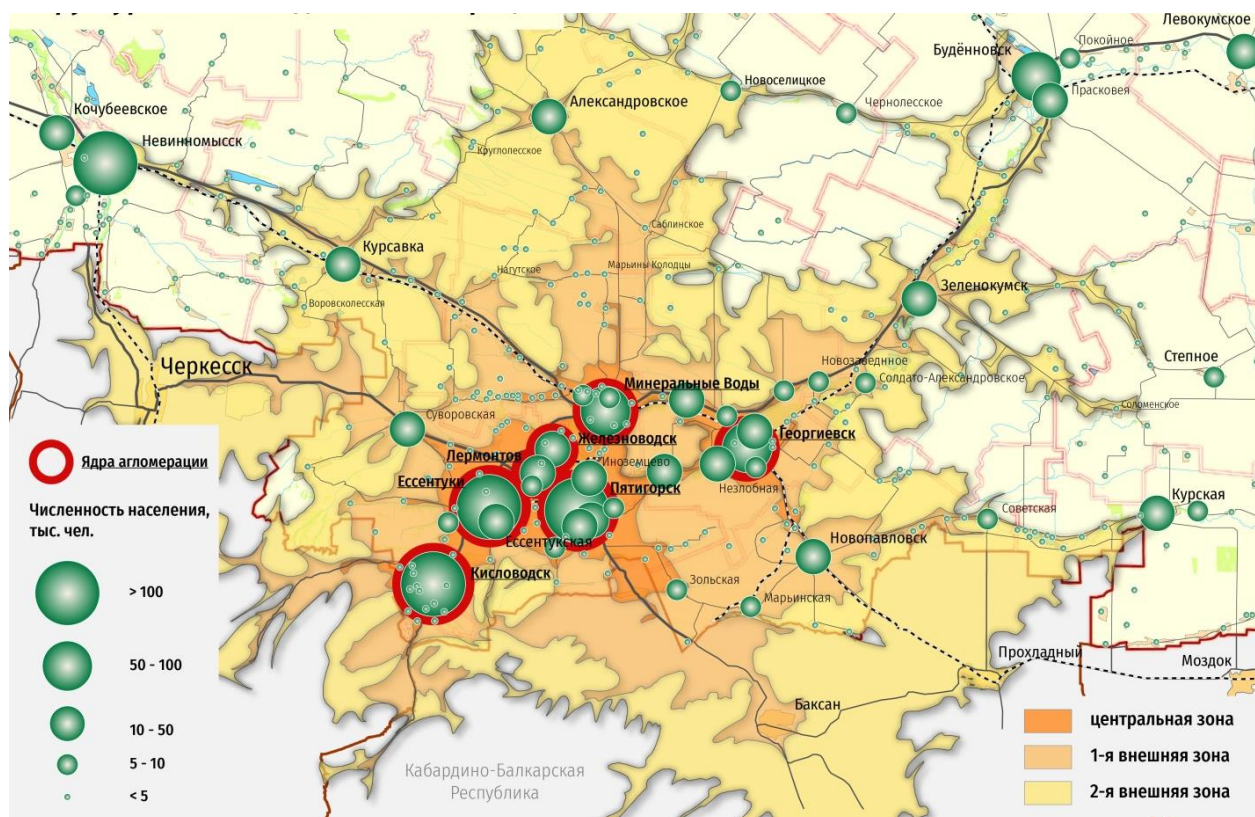 Левокумское
Покойное
Будённовск
Новоселицкое
Прасковея
Александровское
Чернолесское
Кочубеевское
Невинномысск
Круглолесское
Саблинское
Курсавка
Марьины Колодцы
Нагутское
Зеленокумск
Воровсколесская
Степное
Новозаведнное
Черкесск
Минеральные Воды
Солдато-Александровское
Соломенское
Суворовская
Железноводск
Георгиевск
Лермонтов
Иноземцево
Ессентуки
Пятигорск
Незлобная
Курская
Советская
Ессентукская
Новопавловск
Кисловодск
Зольская
Марьинская
Прохладный
Моздок
Баксан
Кабардино-Балкарская
Республика
Ядра агломерации
Численность населения,
тыс. чел.
> 100
50 - 100
10 - 50
5 - 10
< 5
центральная зона
1-я внешняя зона
2-я внешняя зона